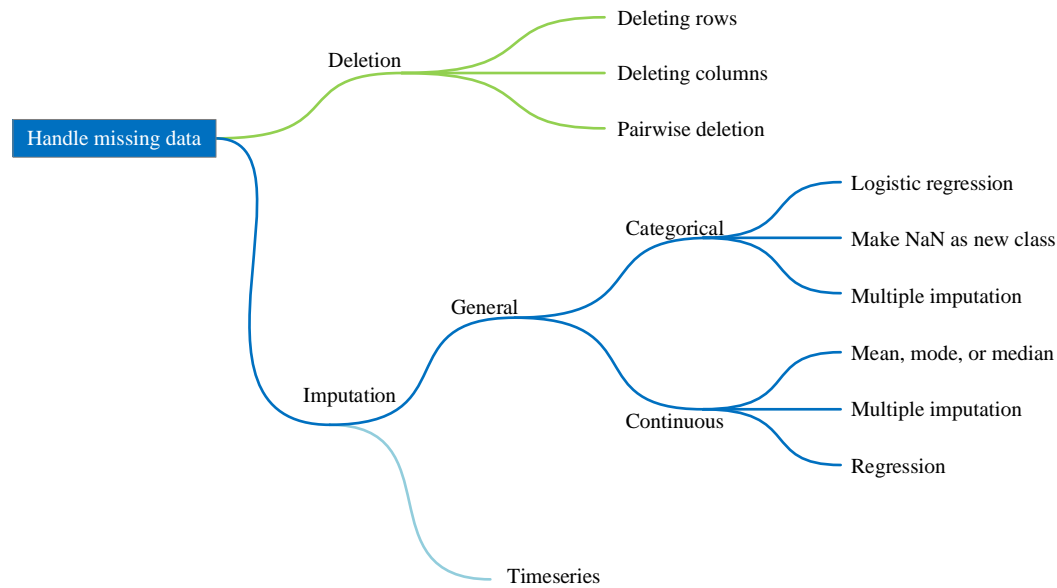 Deleting rows
Deletion
Deleting columns
Pairwise deletion
Handle missing data
Logistic regression
Categorical
Make NaN as new class
Multiple imputation
General
Mean, mode, or median
Imputation
Multiple imputation
Continuous
Regression
Timeseries